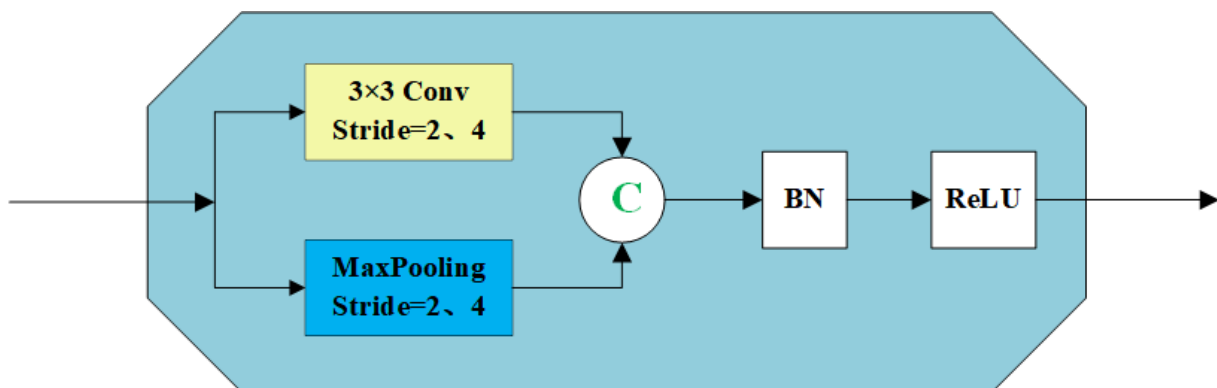 3×3 Conv
Stride=2、4
C
BN
ReLU
MaxPooling
Stride=2、4